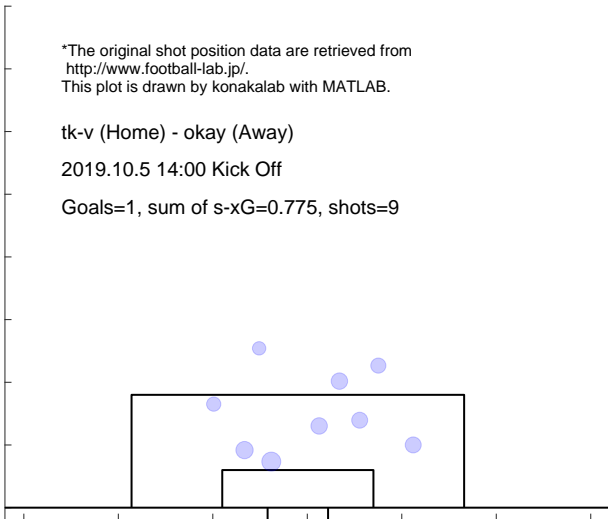 *The original shot position data are retrieved from
http://www.football-lab.jp/.
This plot is drawn by konakalab with MATLAB.
tk-v (Home) - okay (Away)
2019.10.5 14:00 Kick Off
Goals=1, sum of s-xG=0.775, shots=9